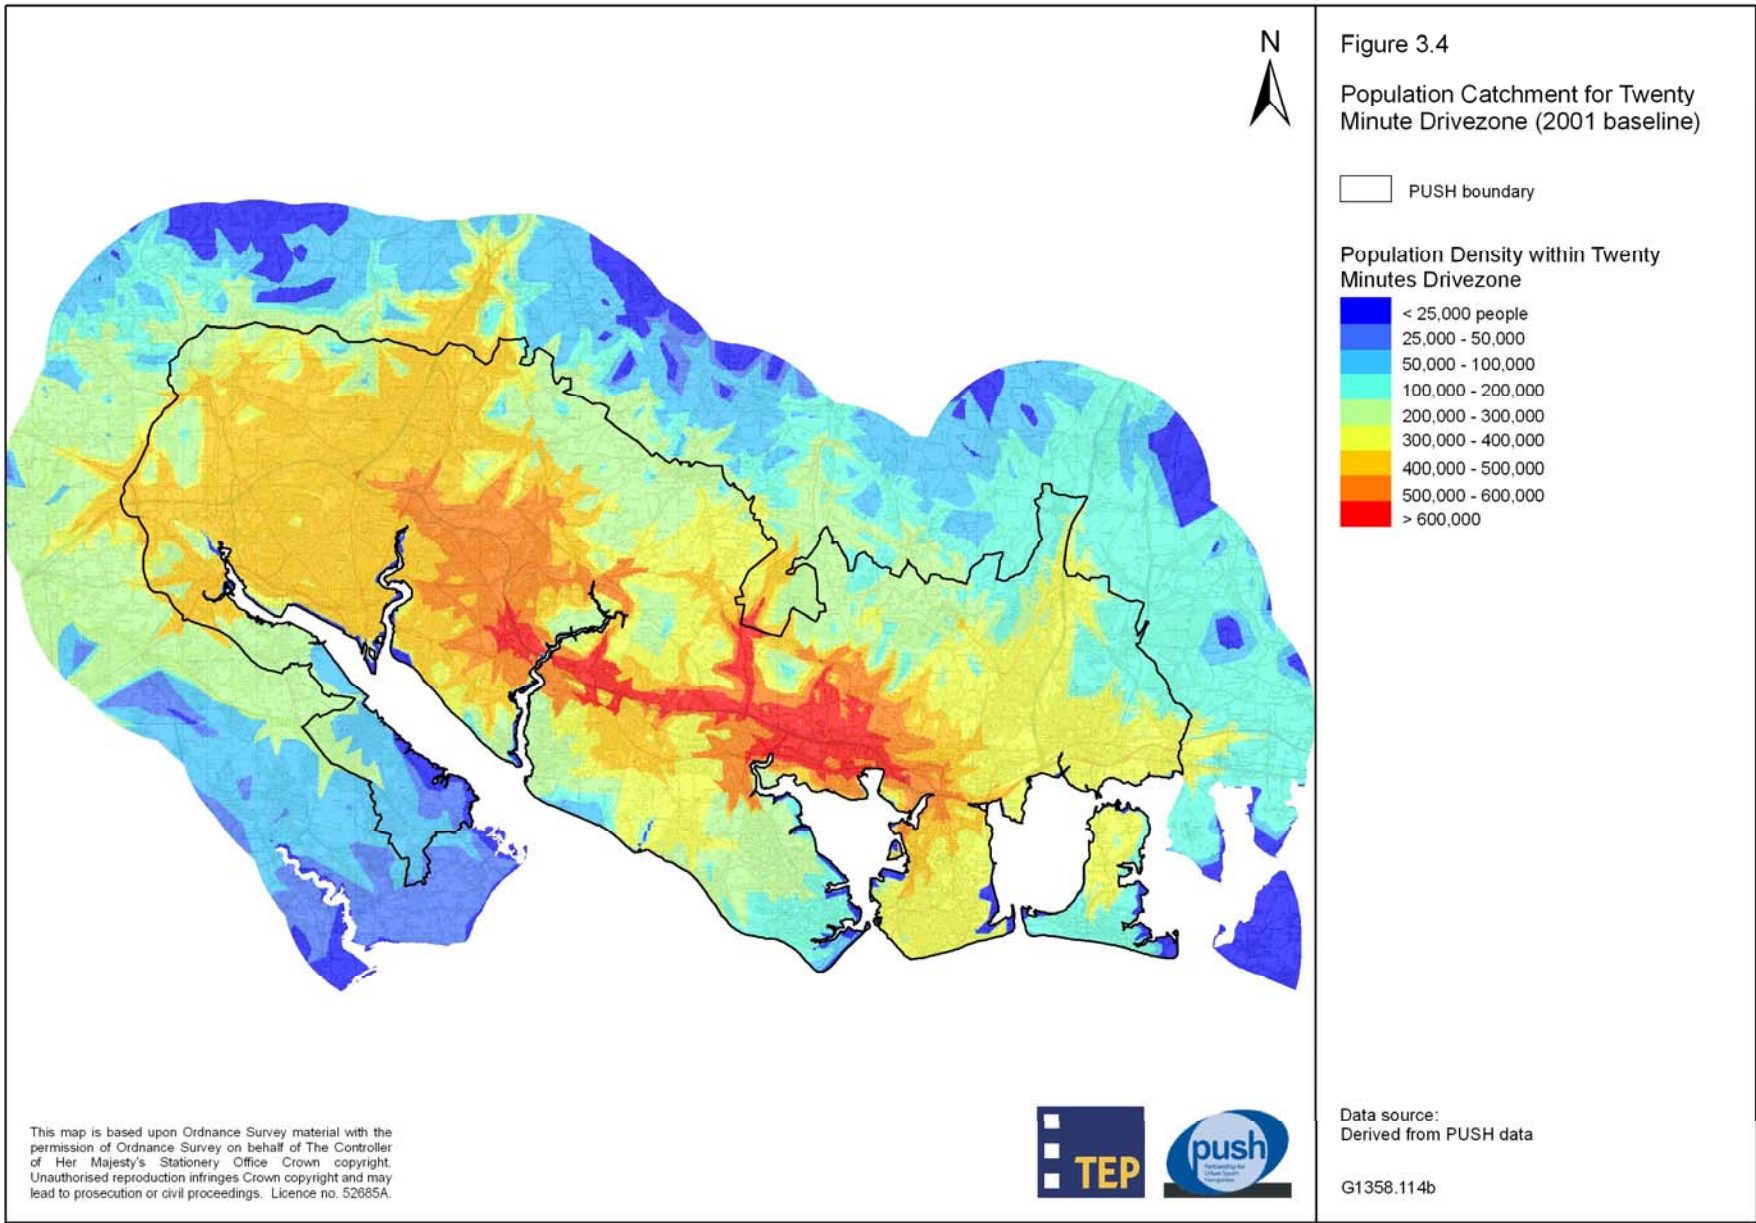 N
Figure 3.4
Population Catchment for Twenty
Minute Drivezone (2001 baseline)
PUSH boundary
Population Density within Twenty
Minutes Drivezone
< 25,000 people
25,000 - 50,000
50,000 - 100,000
100,000 - 200,000
200,000 - 300,000
300,000 - 400,000
400,000 - 500,000
500,000 - 600,000
> 600,000
This map is based upon Ordnance Survey material with the
permission of Ordnance Survey on behalf of The Controller
of Her Majesty's Stationery Office Crown copyright.
Unauthorised reproduction infringes Crown copyright and may
lead to prosecution or civil proceedings. Licence no. 52685A.
TEP
push
Partnership for
Urban South
Hampshire
Data source:
Derived from PUSH data
G1358.114b